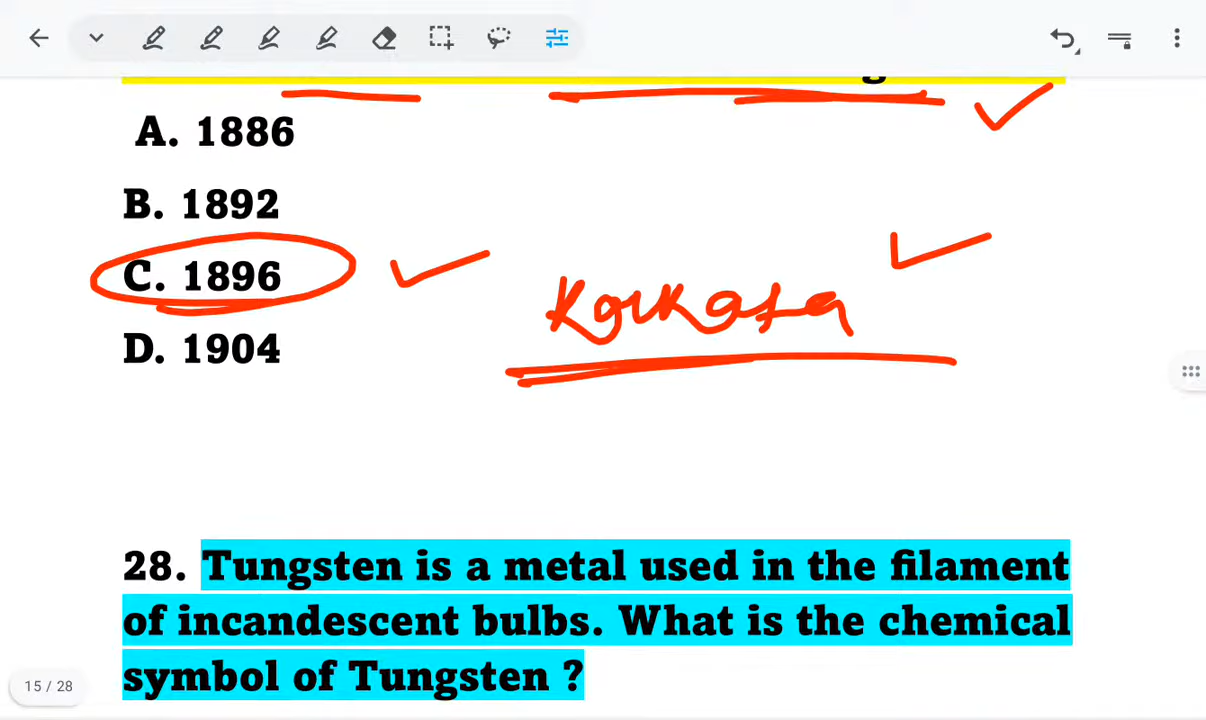 A. 1886
B. 1892
C. 1896
Kolkata
D. 1904
28. Tungsten is a metal used in the filament
of incandescent bulbs. What is the chemical
symbol of Tungsten ?
15 / 28